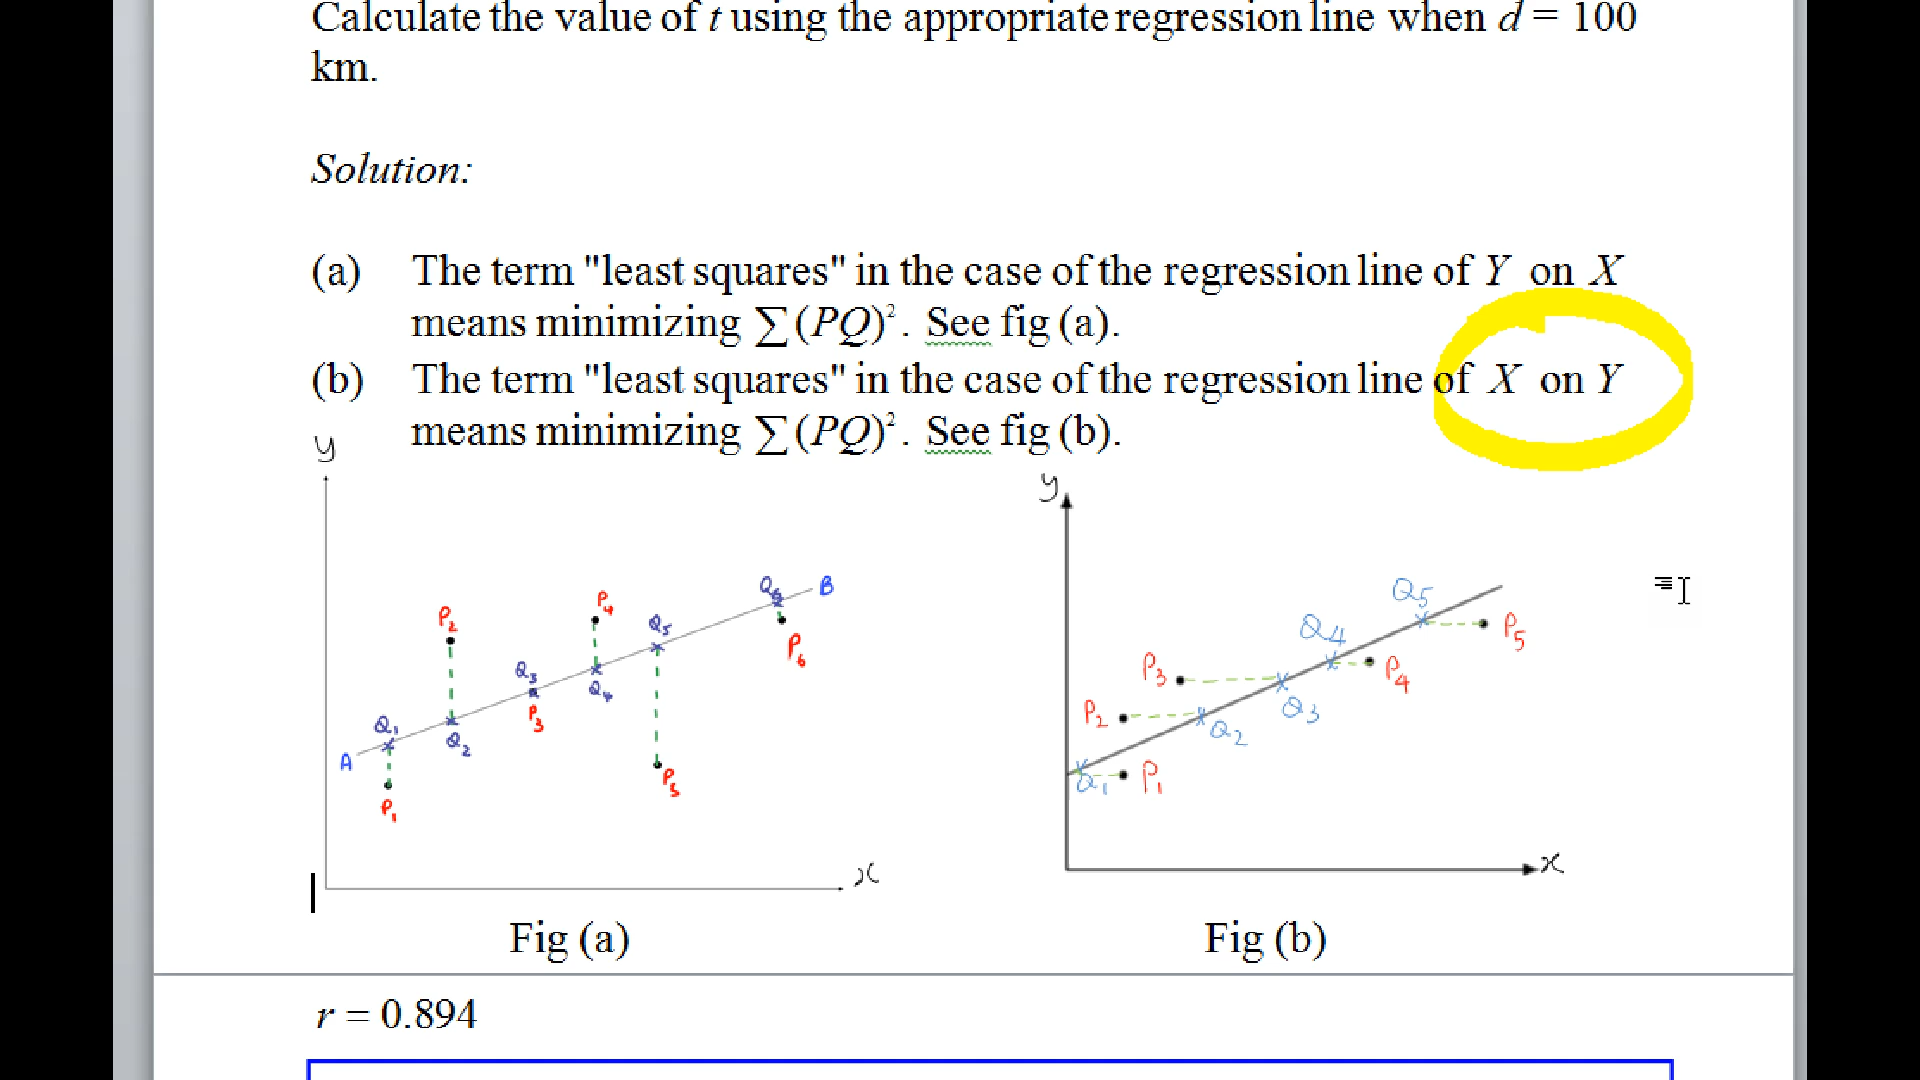 Calculate the value of t using the appropriate regression line when d = 100
km.
Solution:
(a) The term "least squares" in the case of the regression line of Y on X
means minimizing ∑(PQ)². See fig (a).
(b) The term "least squares" in the case of the regression line of X on Y
means minimizing ∑(PQ)². See fig (b).
y
A
Q₁
P₁
P₂
Q₂
Q₃
P₃
P₄
Q₄
Q₅
P₅
Q₆
P₆
B
x
y
Q₁
P₁
P₂
Q₂
P₃
Q₃
Q₄
P₄
Q₅
P₅
x
Fig (a)
Fig (b)
r = 0.894